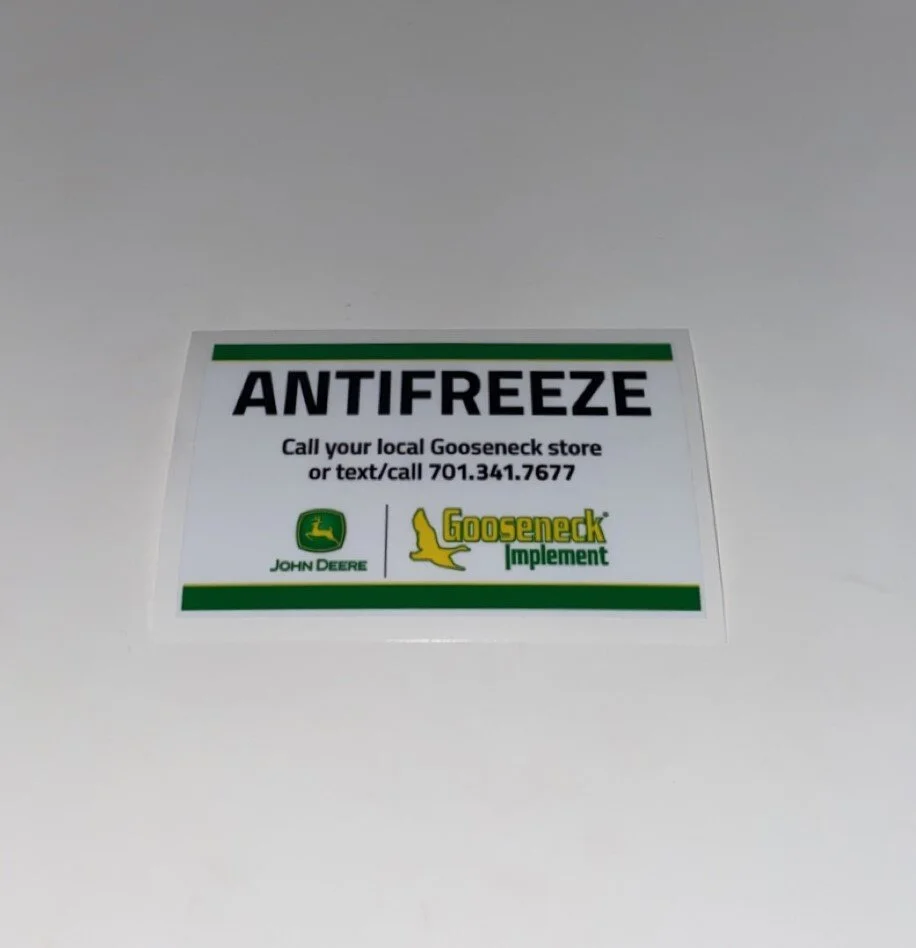 ANTIFREEZE
Call your local Gooseneck store
or text/call 701.341.7677
JOHN DEERE
Gooseneck®
Implement